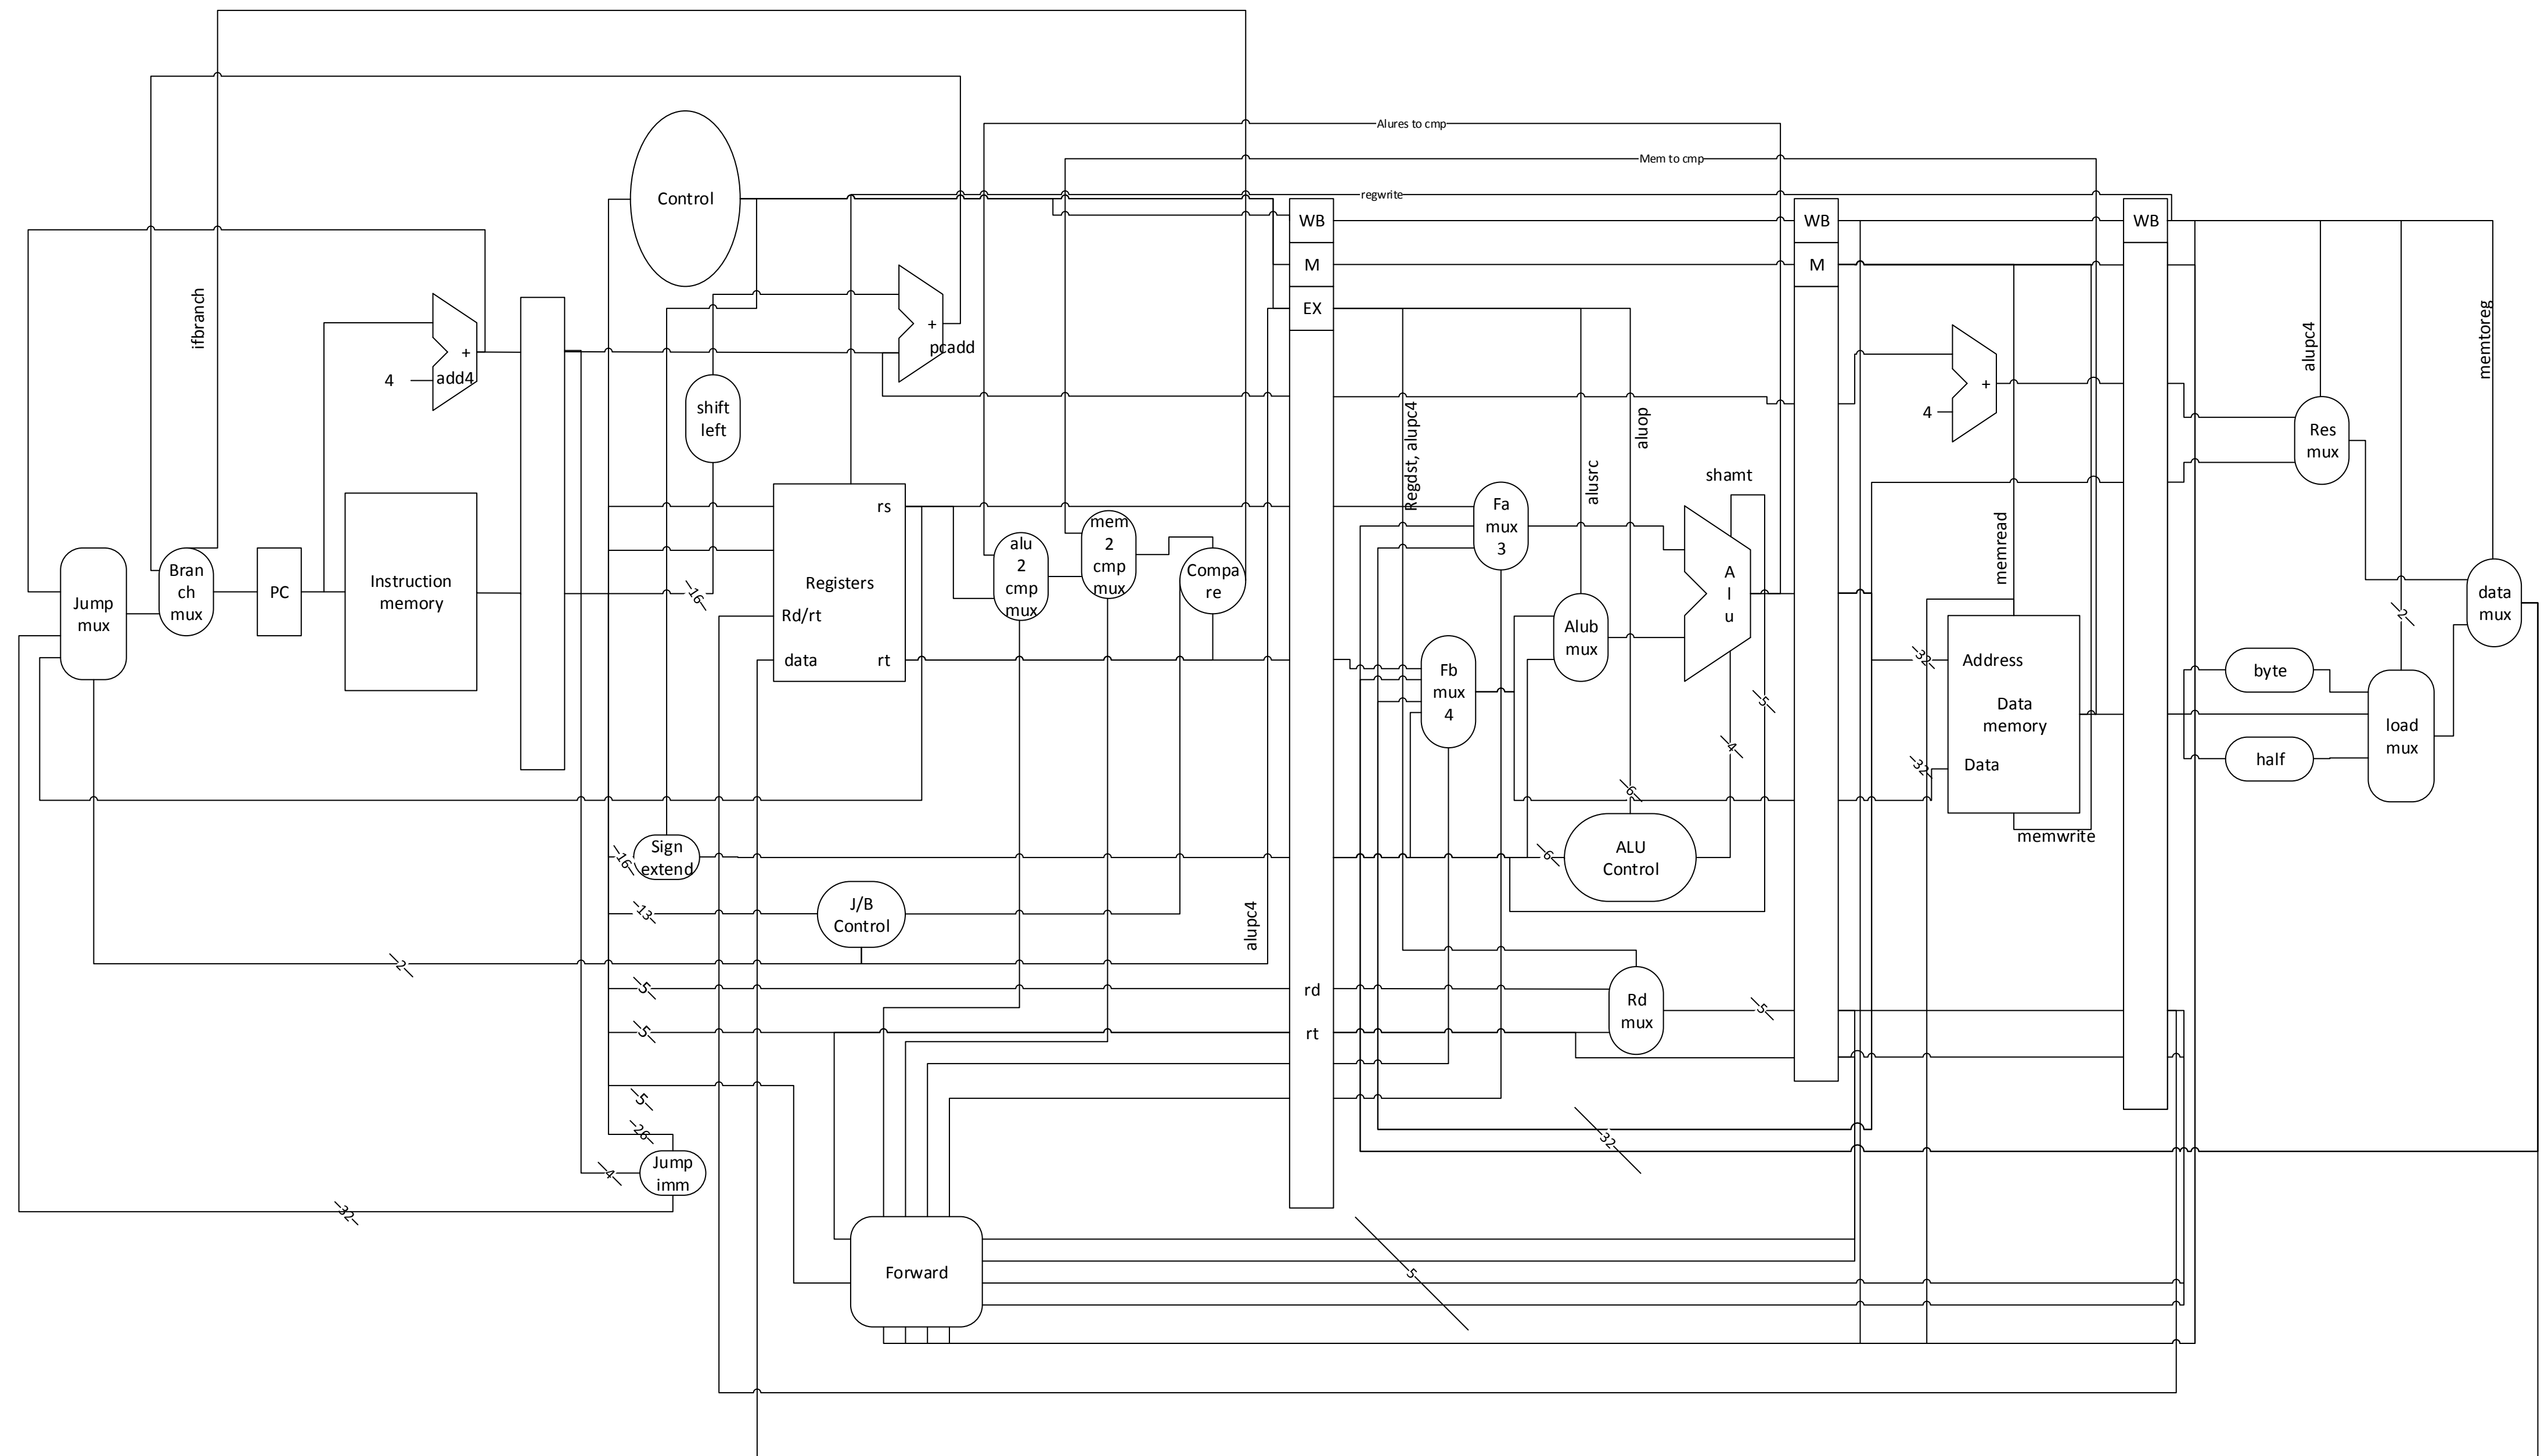 Alures to cmp
Mem to cmp
regwrite
Control
WB
WB
WB
M
M
EX
ifbranch
+
pcadd
+
add4
4
+
4
alupc4
memtoreg
shift
left
Regdst, alupc4
aluop
alusrc
shamt
Res
mux
rs
Registers
Rd/rt
data
rt
alu
2
cmp
mux
mem
2
cmp
mux
Compa
re
Fa
mux
3
A
l
u
memread
Jump
mux
Bran
ch
mux
PC
Instruction
memory
16
Alub
mux
Fb
mux
4
5
4
32
Address
Data
memory
32
Data
memwrite
2
data
mux
byte
half
load
mux
6
6
ALU
Control
16
Sign
extend
13
J/B
Control
alupc4
2
5
rd
5
rt
Rd
mux
5
5
26
4
Jump
imm
32
32
Forward
5